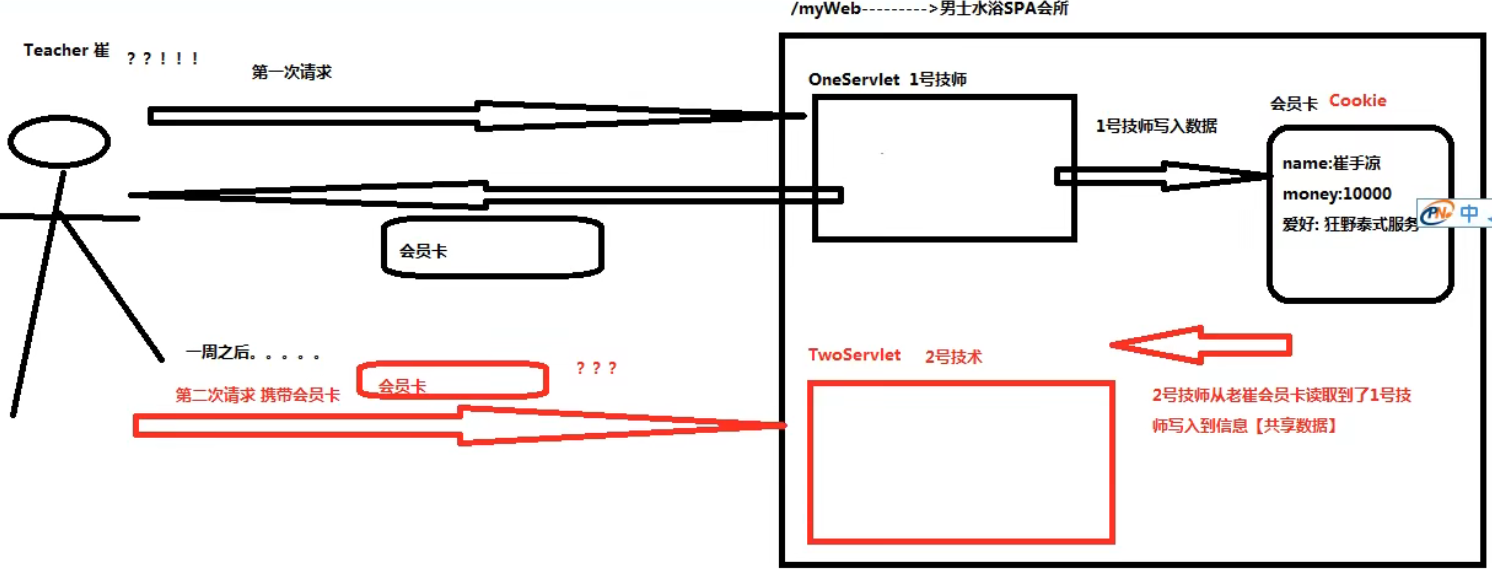 /myWeb--------->男士水浴SPA会所
Teacher 崔
？？！！！
第一次请求
OneServlet 1号技师
会员卡 Cookie
1号技师写入数据
name:崔手凉
money:10000
爱好: 狂野泰式服务
PN
中
会员卡
一周之后。。。。。
TwoServlet 2号技术
？？？
会员卡
第二次请求 携带会员卡
2号技师从老崔会员卡读取到了1号技
师写入到信息【共享数据】